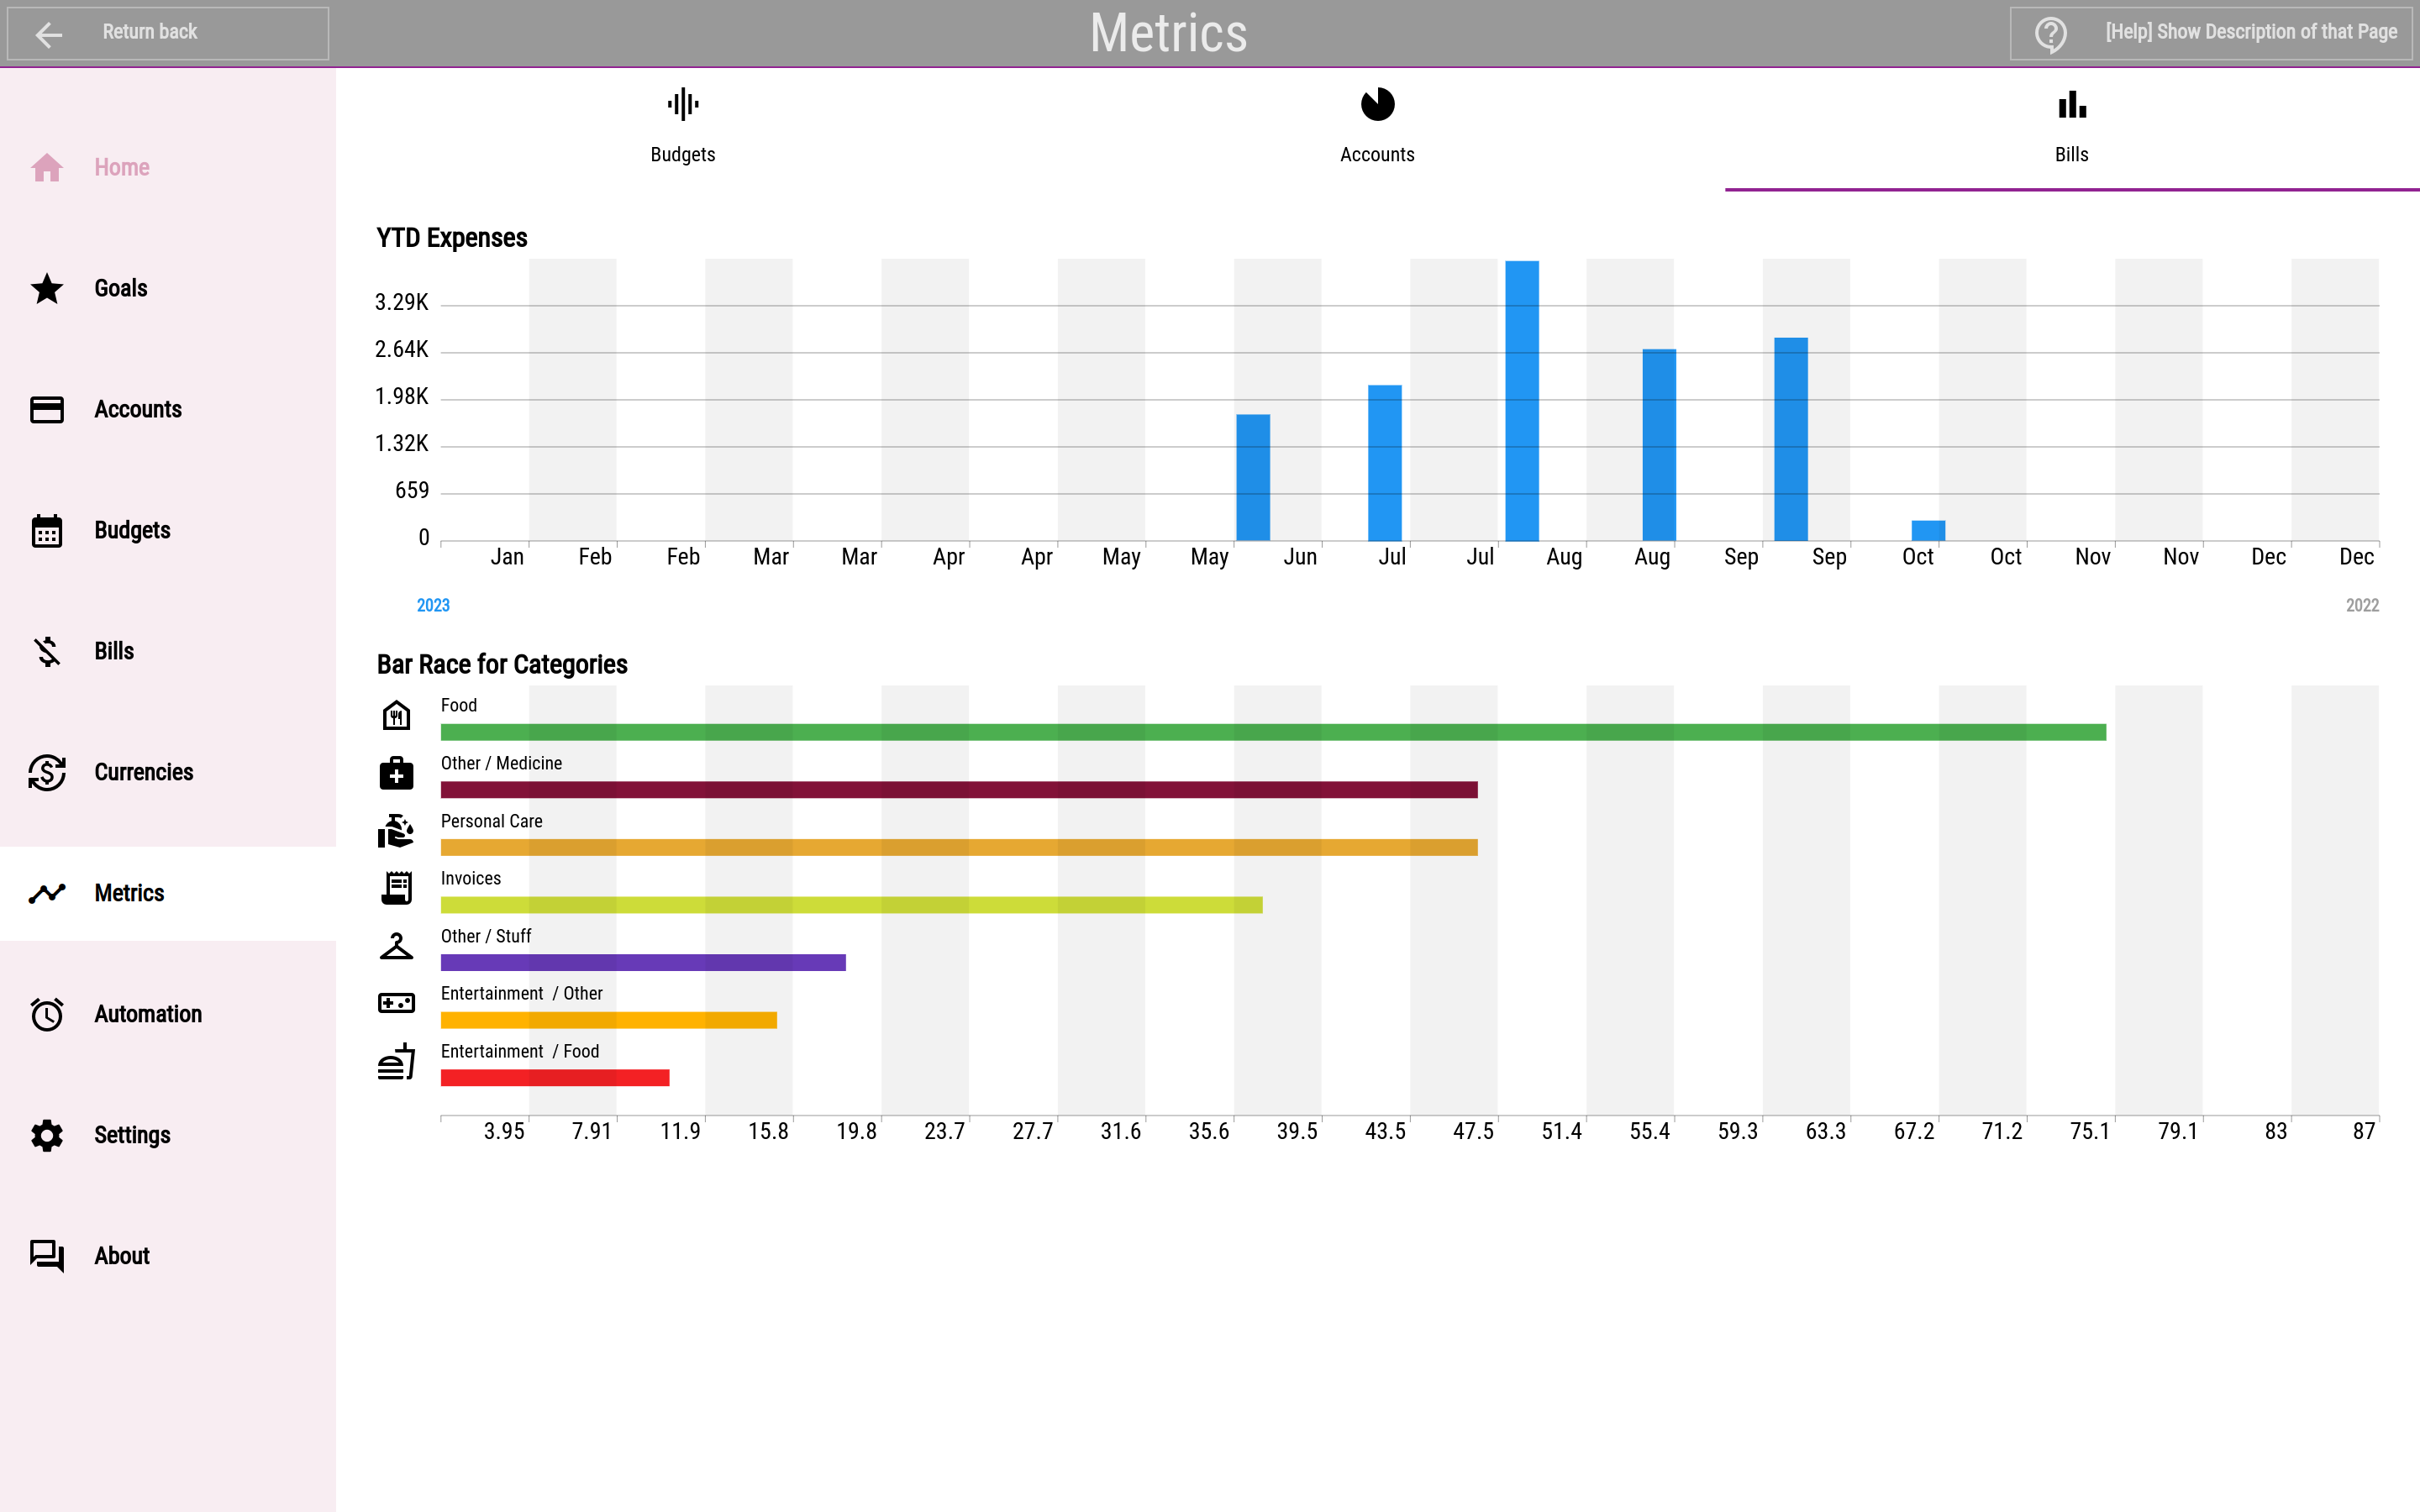 Return back
Metrics
[Help] Show Description of that Page
Home
Goals
Accounts
Budgets
Bills
Currencies
Metrics
Automation
Settings
About
Budgets
Accounts
Bills
YTD Expenses
3.29K
2.64K
1.98K
1.32K
659
0
Jan Feb Feb Mar Mar Apr Apr May May Jun Jul Jul Aug Aug Sep Sep Oct Oct Nov Nov Dec Dec
2023 2022
Bar Race for Categories
Food
Other / Medicine
Personal Care
Invoices
Other / Stuff
Entertainment / Other
Entertainment / Food
3.95 7.91 11.9 15.8 19.8 23.7 27.7 31.6 35.6 39.5 43.5 47.5 51.4 55.4 59.3 63.3 67.2 71.2 75.1 79.1 83 87